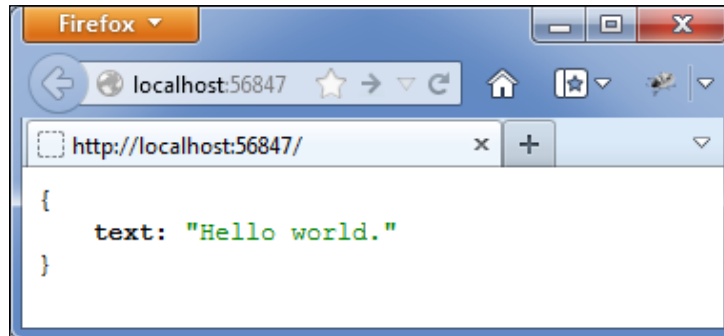 Firefox
localhost:56847
http://localhost:56847/
{
text: "Hello world."
}